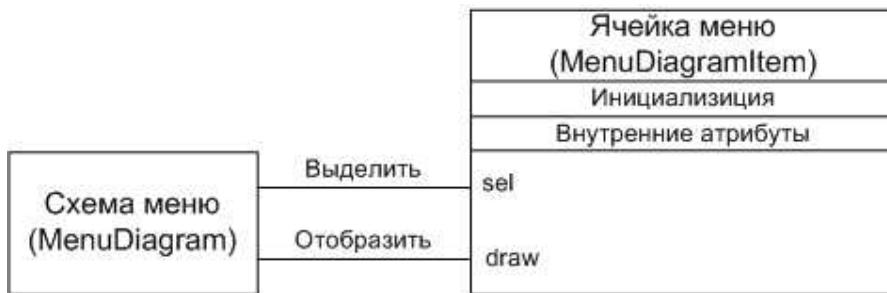 Ячейка меню
(MenuDiagramItem)
Инициализиция
Внутренние атрибуты
Выделить
sel
Схема меню
(MenuDiagram)
Отобразить
draw